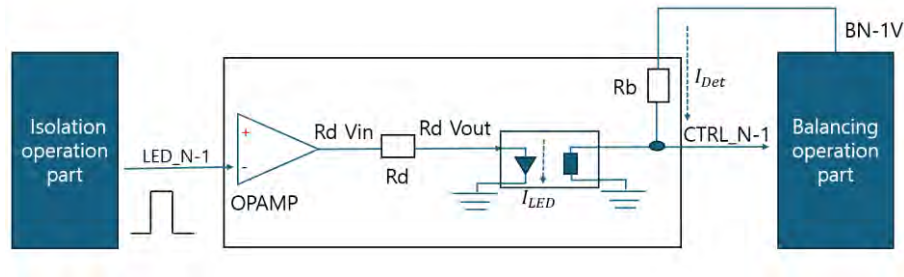 BN-1V
Isolation
operation
part
LED_N-1
+
-
OPAMP
Rd Vin
Rd
Rd Vout
I_LED
Rb
I_Det
CTRL_N-1
Balancing
operation
part